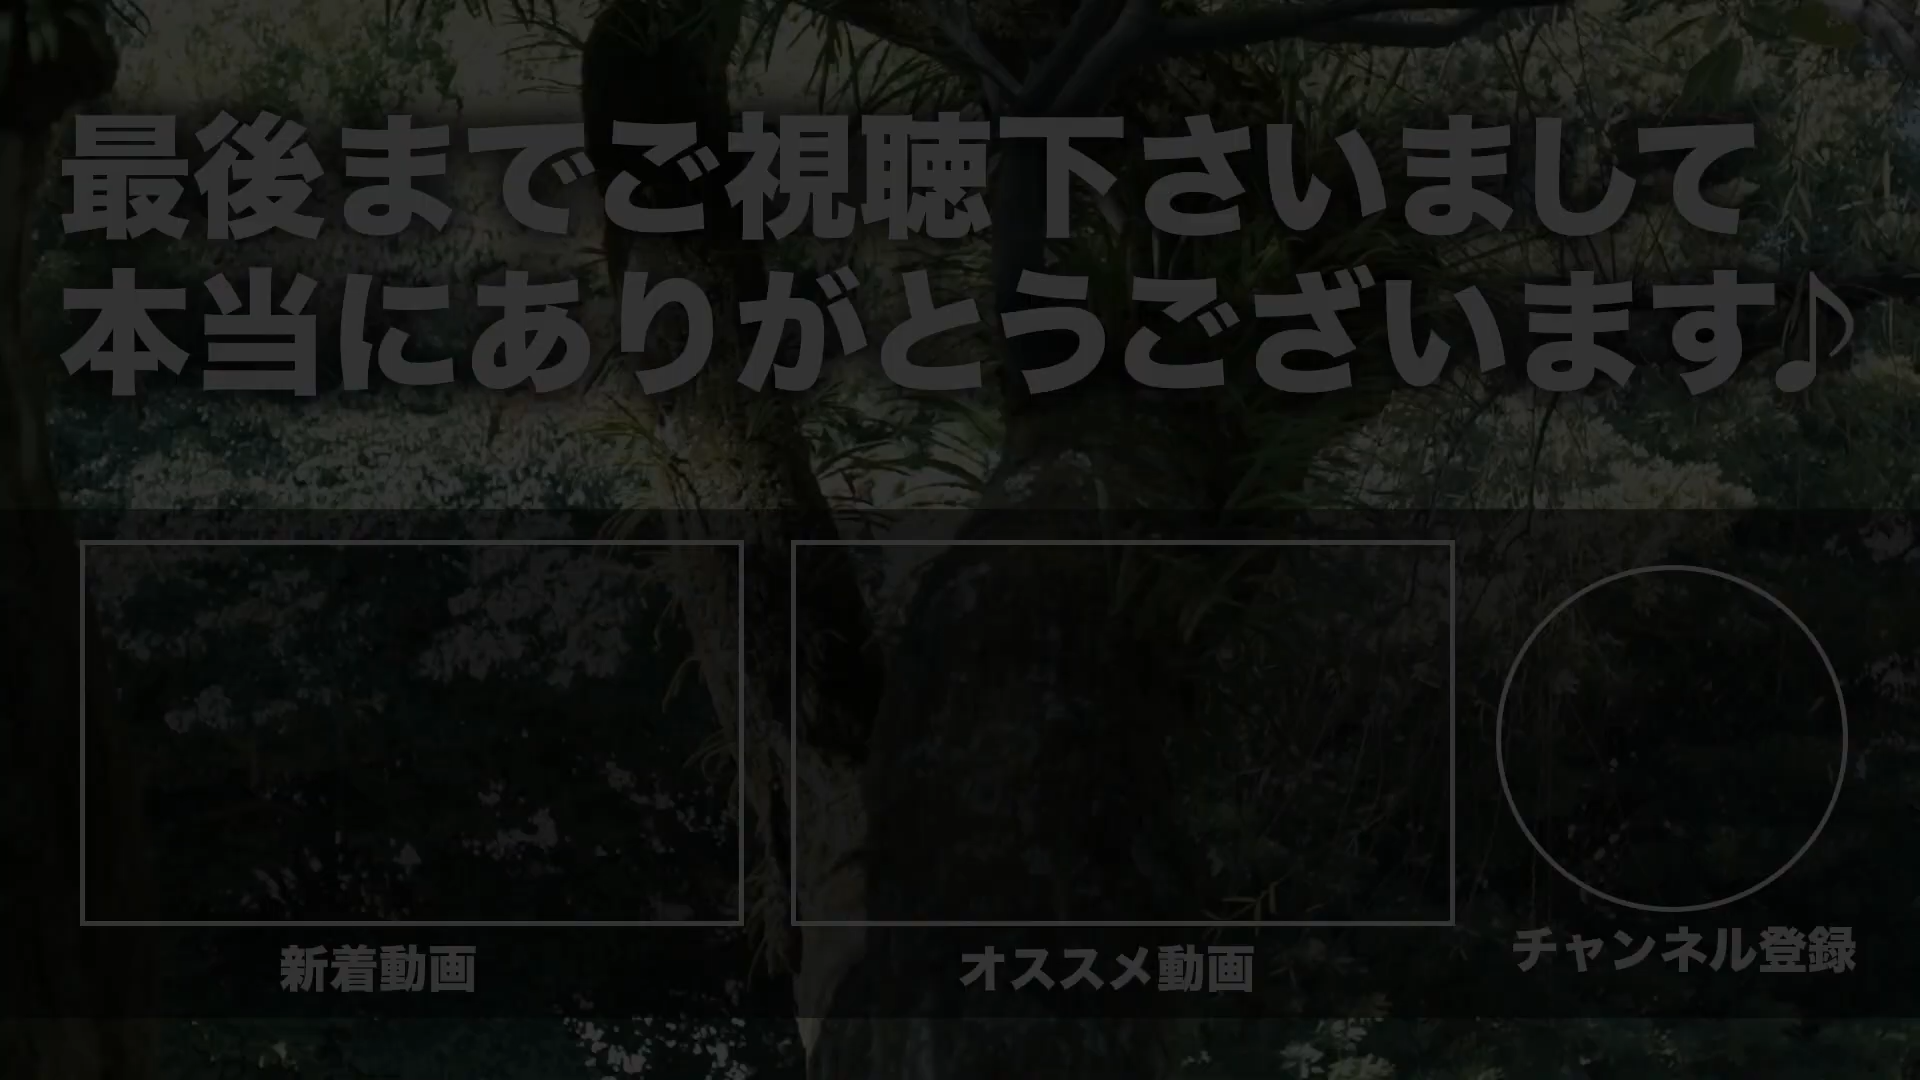 最後までご視聴下さいまして
本当にありがとうございます♪
新着動画
オススメ動画
チャンネル登録